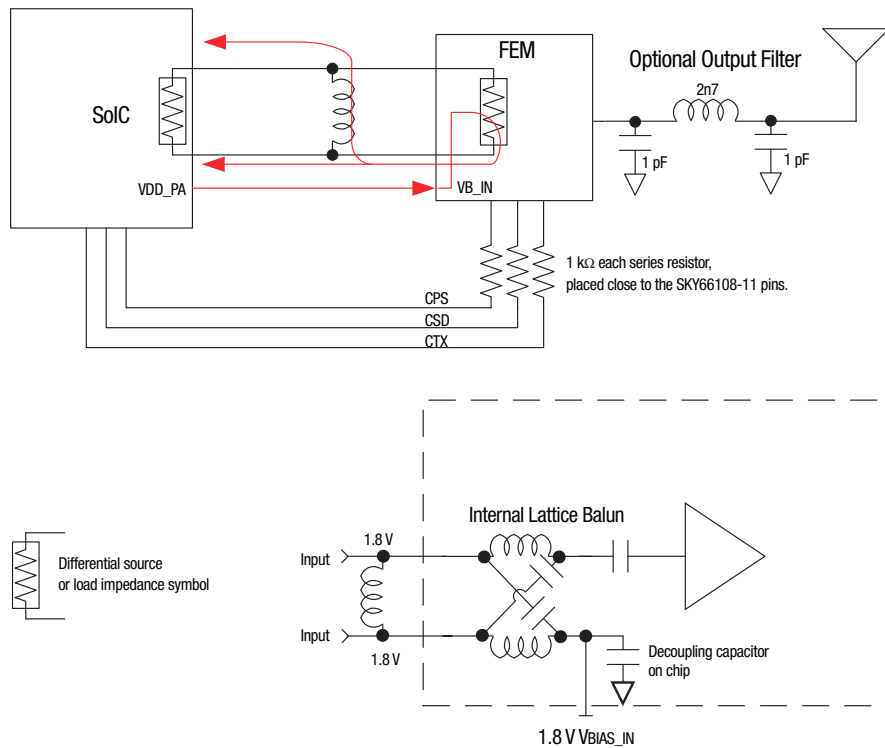 FEM
Optional Output Filter
2n7
SoIC
1 pF
1 pF
VDD_PA
VB_IN
1 kΩ each series resistor,
placed close to the SKY66108-11 pins.
CPS
CSD
CTX
Internal Lattice Balun
1.8 V
Input
Differential source
or load impedance symbol
Input
1.8 V
Decoupling capacitor
on chip
1.8 V VBIAS_IN